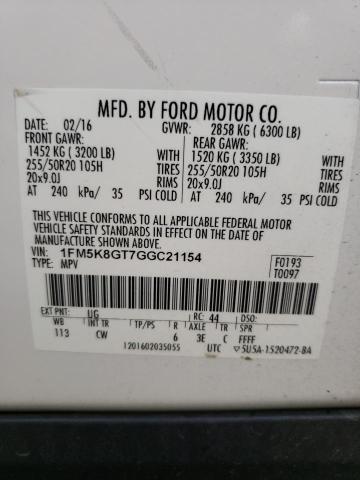 MFD. BY FORD MOTOR CO.
DATE: 02/16 GVWR: 2858 KG ( 6300 LB)
FRONT GAWR: REAR GAWR:
1452 KG ( 3200 LB) WITH 1520 KG ( 3350 LB) WITH
255/50R20 105H TIRES 255/50R20 105H TIRES
20x9.0J RIMS 20x9.0J RIMS
AT 240 kPa/ 35 PSI COLD AT 240 kPa/ 35 PSI COLD
THIS VEHICLE CONFORMS TO ALL APPLICABLE FEDERAL MOTOR
VEHICLE SAFETY STANDARDS IN EFFECT ON THE DATE OF
MANUFACTURE SHOWN ABOVE.
VIN: 1FM5K8GT7GGC21154 F0193
TYPE: MPV T0097
EXT PNT: UG RC: 44 DSO:
WB INT TR TP/PS R AXLE TR SPR
113 CW 6 3E C FFFF
1201602035055 UTC 5U5A-1520472-BA